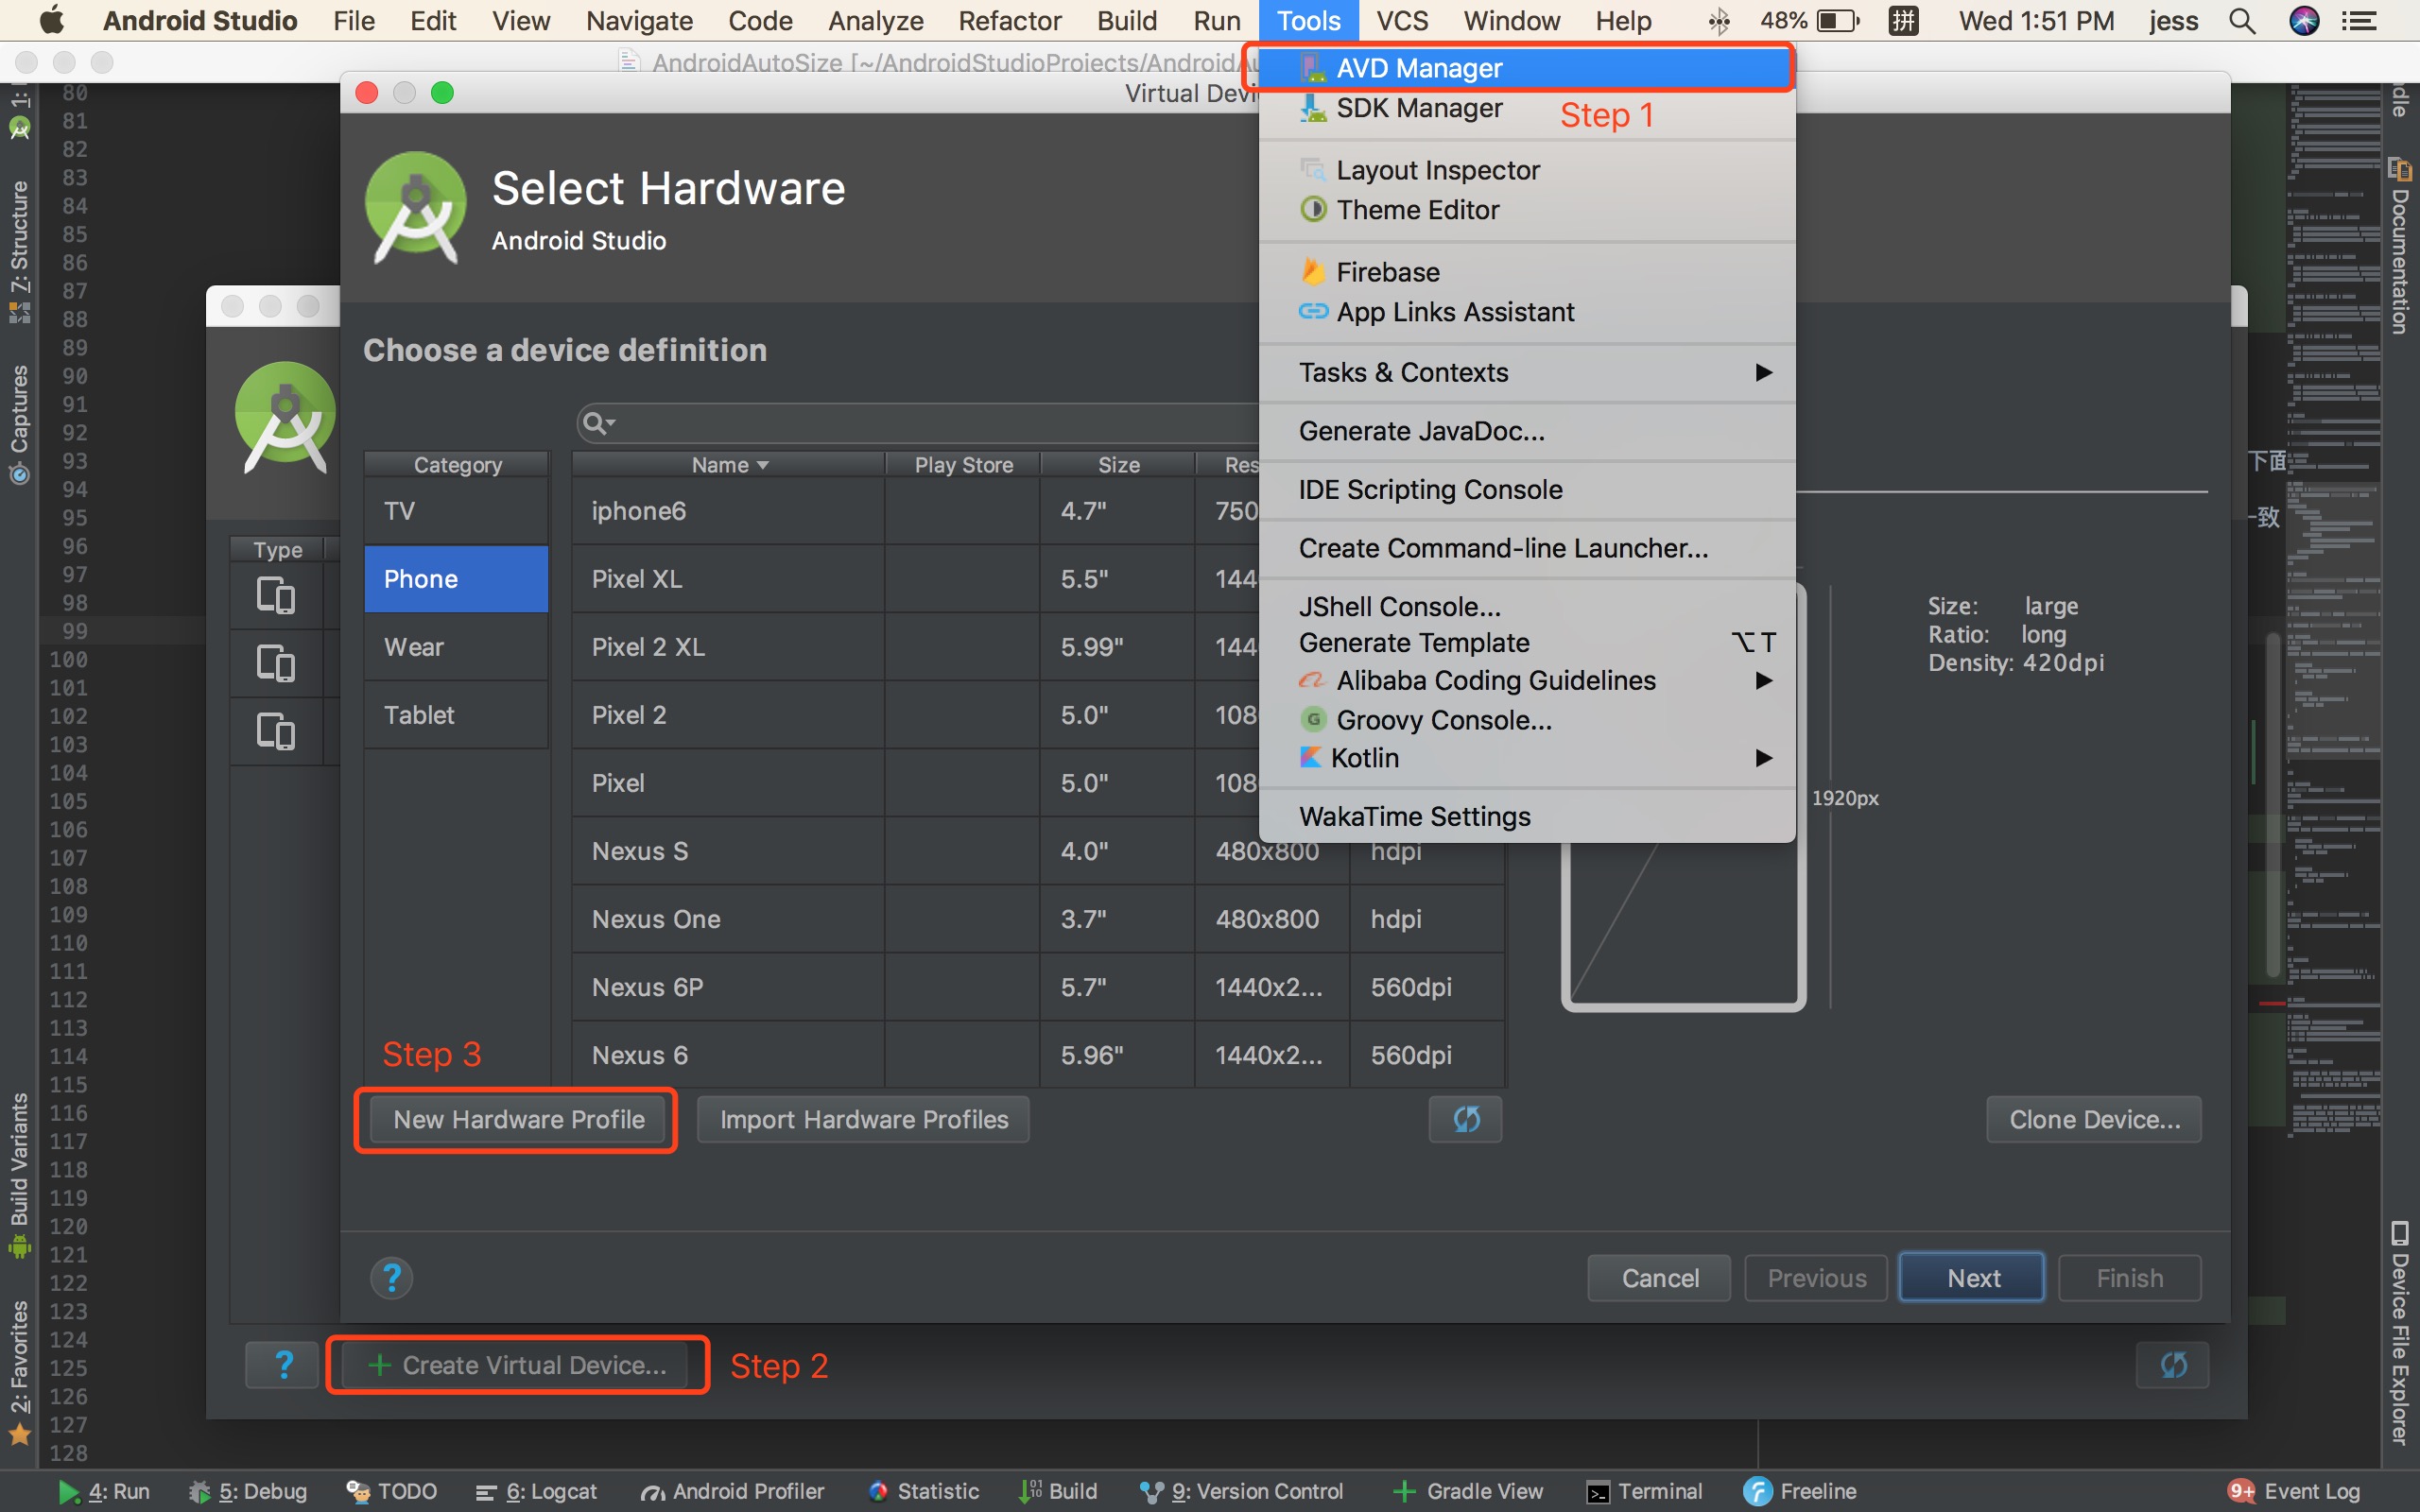 Android Studio File Edit View Navigate Code Analyze Refactor Build Run Tools VCS Window Help 48% 拼 Wed 1:51 PM jess
AndroidAutoSize [~/AndroidStudioProjects/AndroidAu
Virtual Devi
AVD Manager
SDK Manager
Step 1
Layout Inspector
Theme Editor
Firebase
App Links Assistant
Tasks & Contexts
Generate JavaDoc...
IDE Scripting Console
Create Command-line Launcher...
JShell Console...
Generate Template ⌥T
Alibaba Coding Guidelines
Groovy Console...
Kotlin
WakaTime Settings
Select Hardware
Android Studio
Choose a device definition
Category Name Play Store Size Res
TV
Phone
Wear
Tablet
iphone6 4.7" 750
Pixel XL 5.5" 144
Pixel 2 XL 5.99" 144
Pixel 2 5.0" 108
Pixel 5.0" 108
Nexus S 4.0" 480x800 hdpi
Nexus One 3.7" 480x800 hdpi
Nexus 6P 5.7" 1440x2... 560dpi
Nexus 6 5.96" 1440x2... 560dpi
Size: large
Ratio: long
Density: 420dpi
1920px
Step 3
New Hardware Profile Import Hardware Profiles Clone Device...
? Cancel Previous Next Finish
Type
? + Create Virtual Device... Step 2
80
81
82
83
84
85
86
87
88
89
90
91
92
93
94
95
96
97
98
99
100
101
102
103
104
105
106
107
108
109
110
111
112
113
114
115
116
117
118
119
120
121
122
123
124
125
126
127
128
1:
Z: Structure
Captures
Build Variants
2: Favorites
下面
一致
dle
Documentation
Device File Explorer
4: Run 5: Debug TODO 6: Logcat Android Profiler Statistic Build 9: Version Control Gradle View Terminal Freeline 9+ Event Log